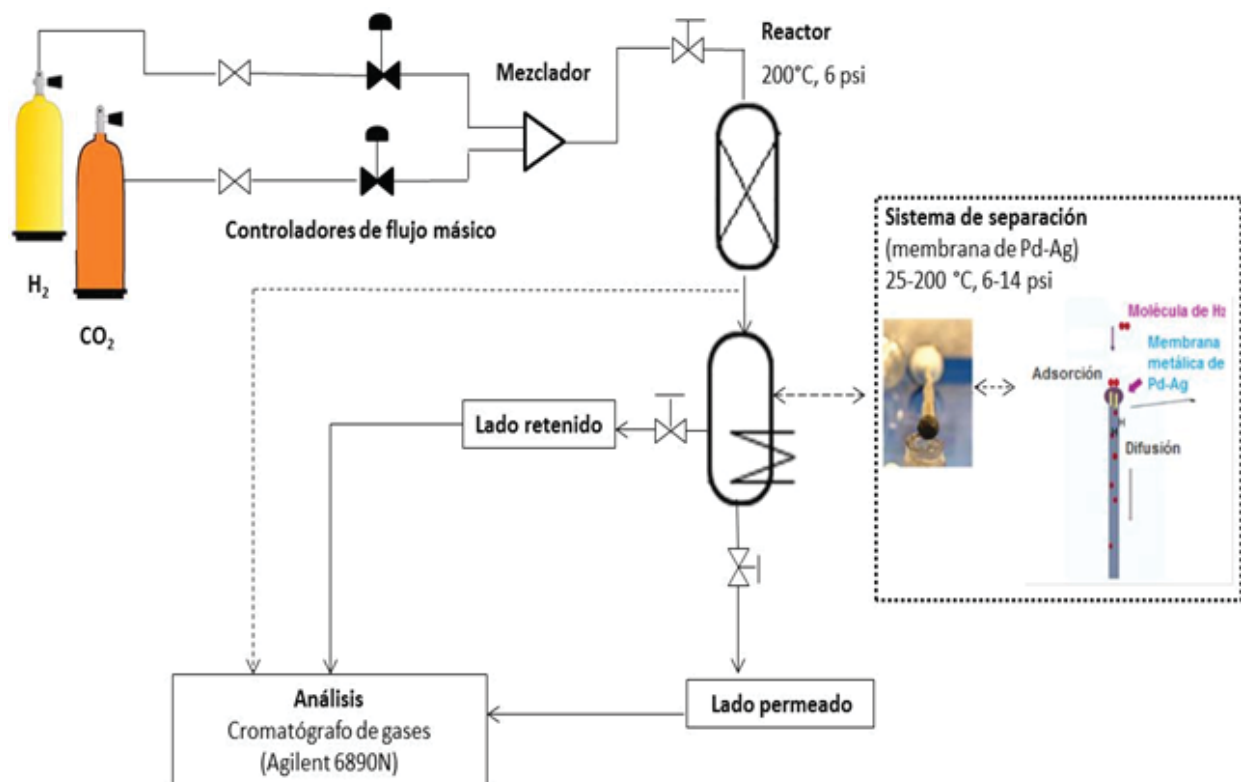 Reactor
200°C, 6 psi
Mezclador
Controladores de flujo másico
H₂
CO₂
Sistema de separación
(membrana de Pd-Ag)
25-200 °C, 6-14 psi
Molécula de H₂
Membrana
metálica de
Pd-Ag
Adsorción
H
H
Difusión
Lado retenido
Lado permeado
Análisis
Cromatógrafo de gases
(Agilent 6890N)